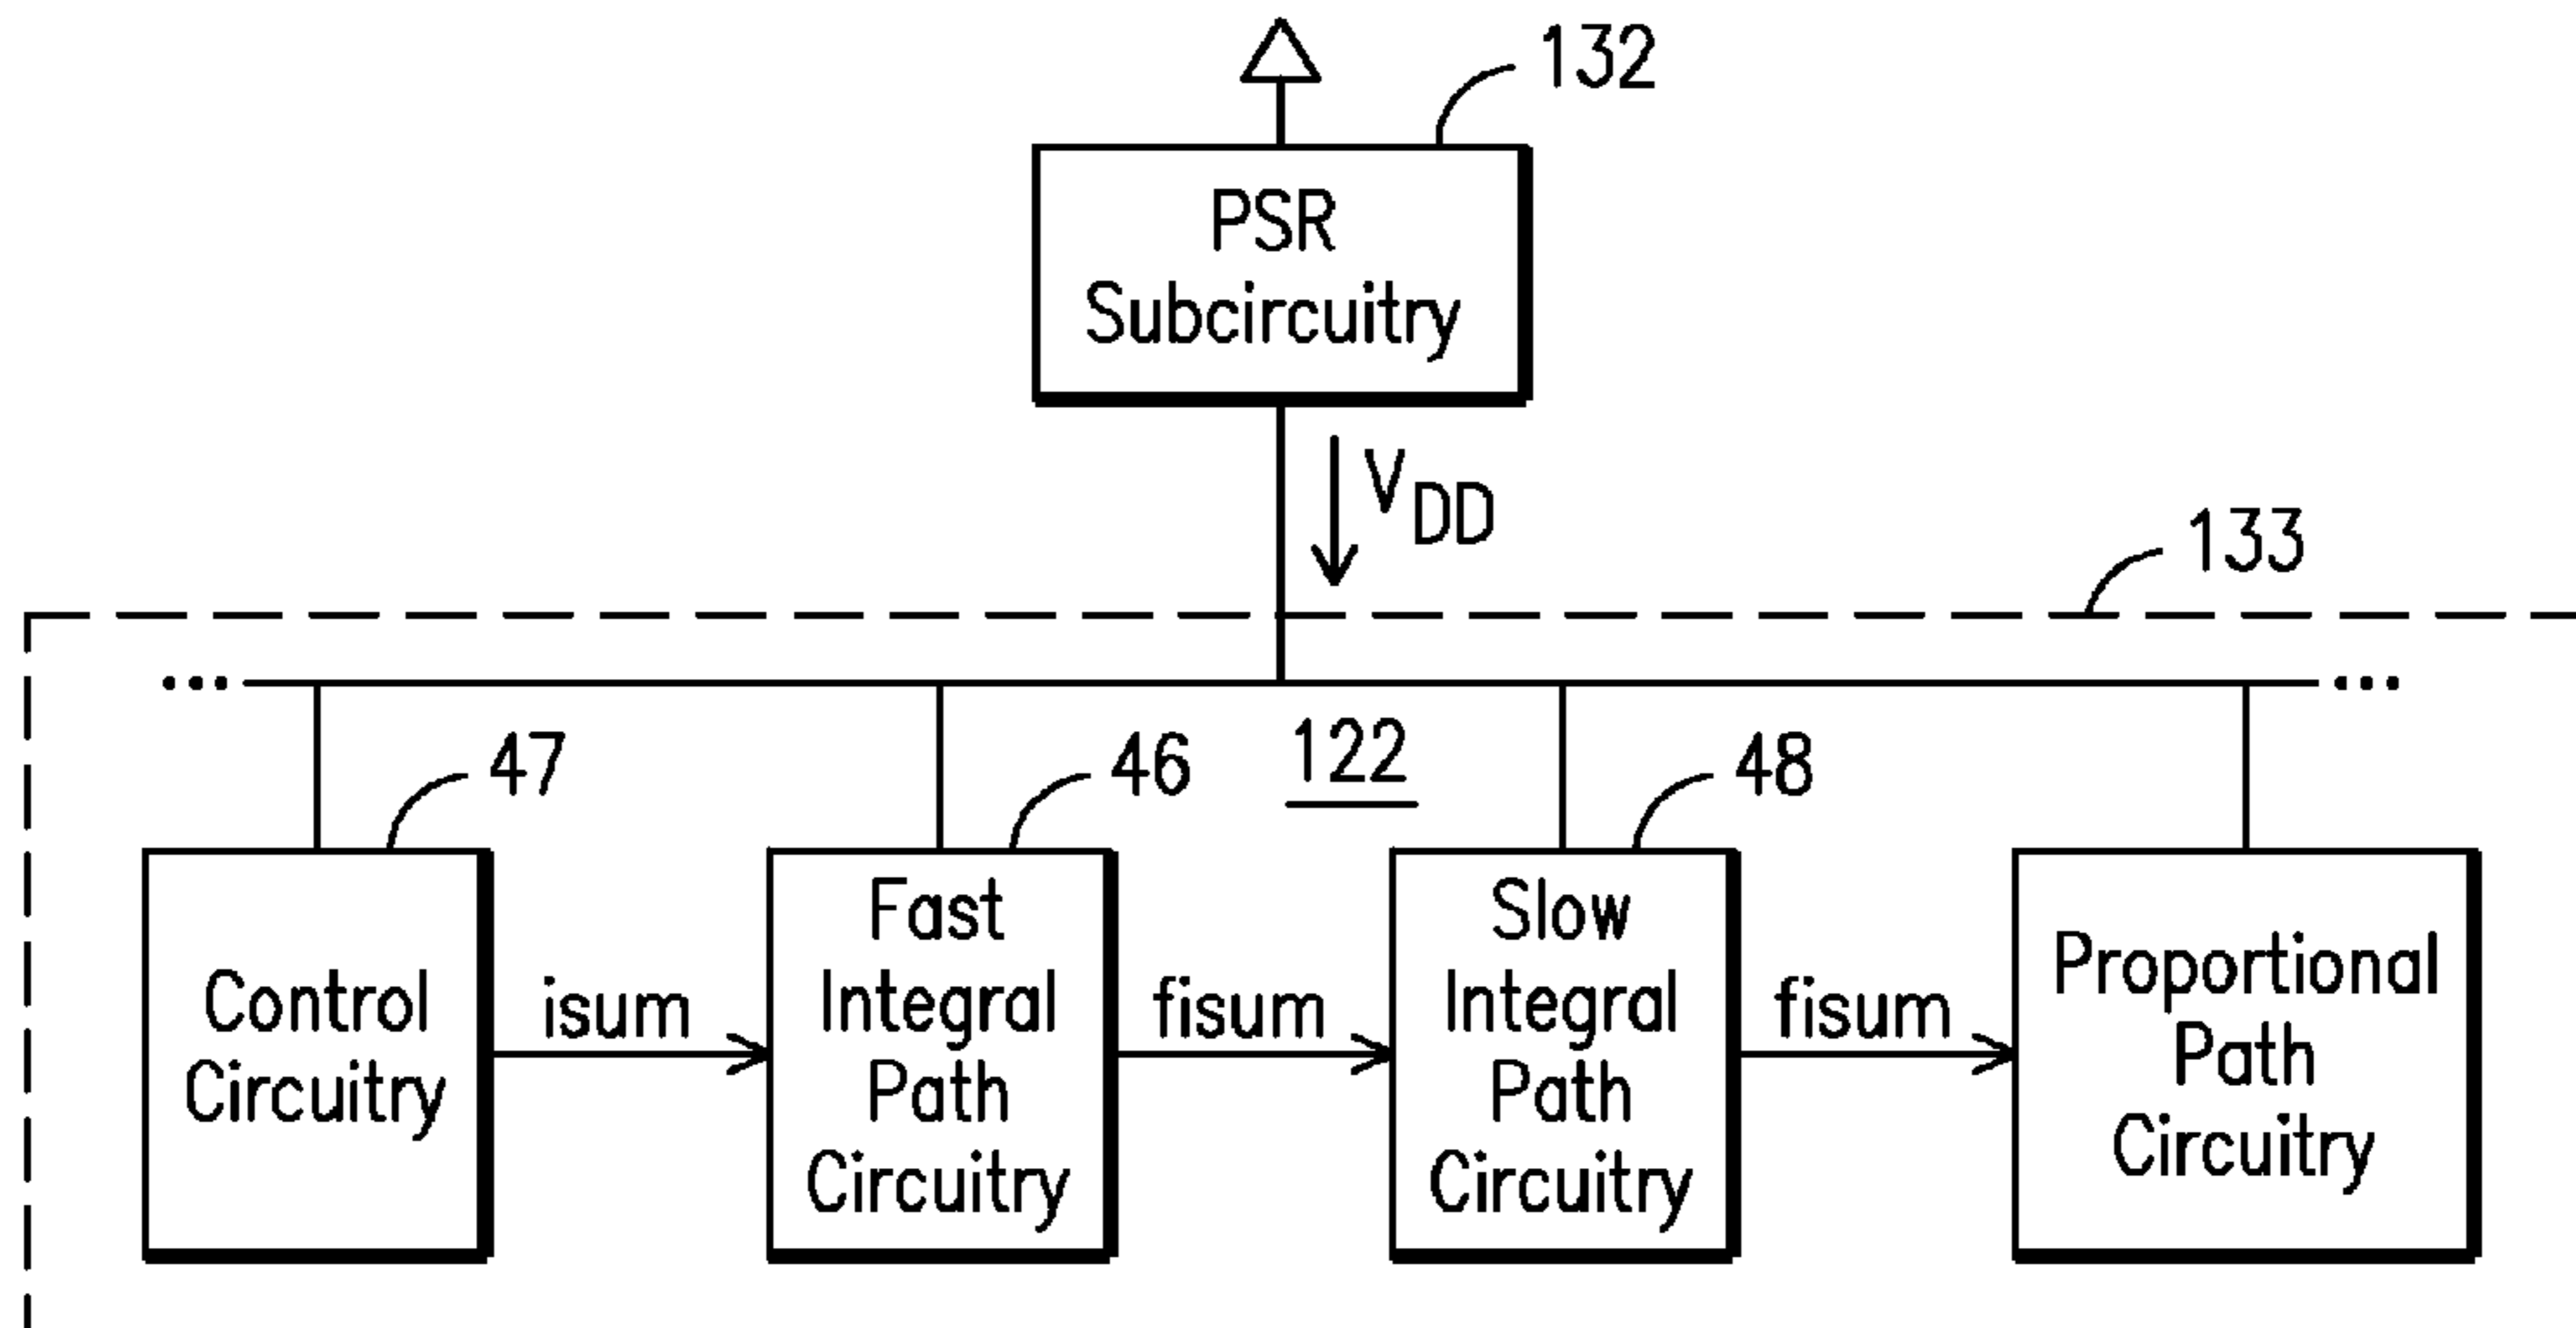 132
PSR
Subcircuitry
VDD
133
...
...
47
46
122
48
Control
Circuitry
isum
Fast
Integral
Path
Circuitry
fisum
Slow
Integral
Path
Circuitry
fisum
Proportional
Path
Circuitry